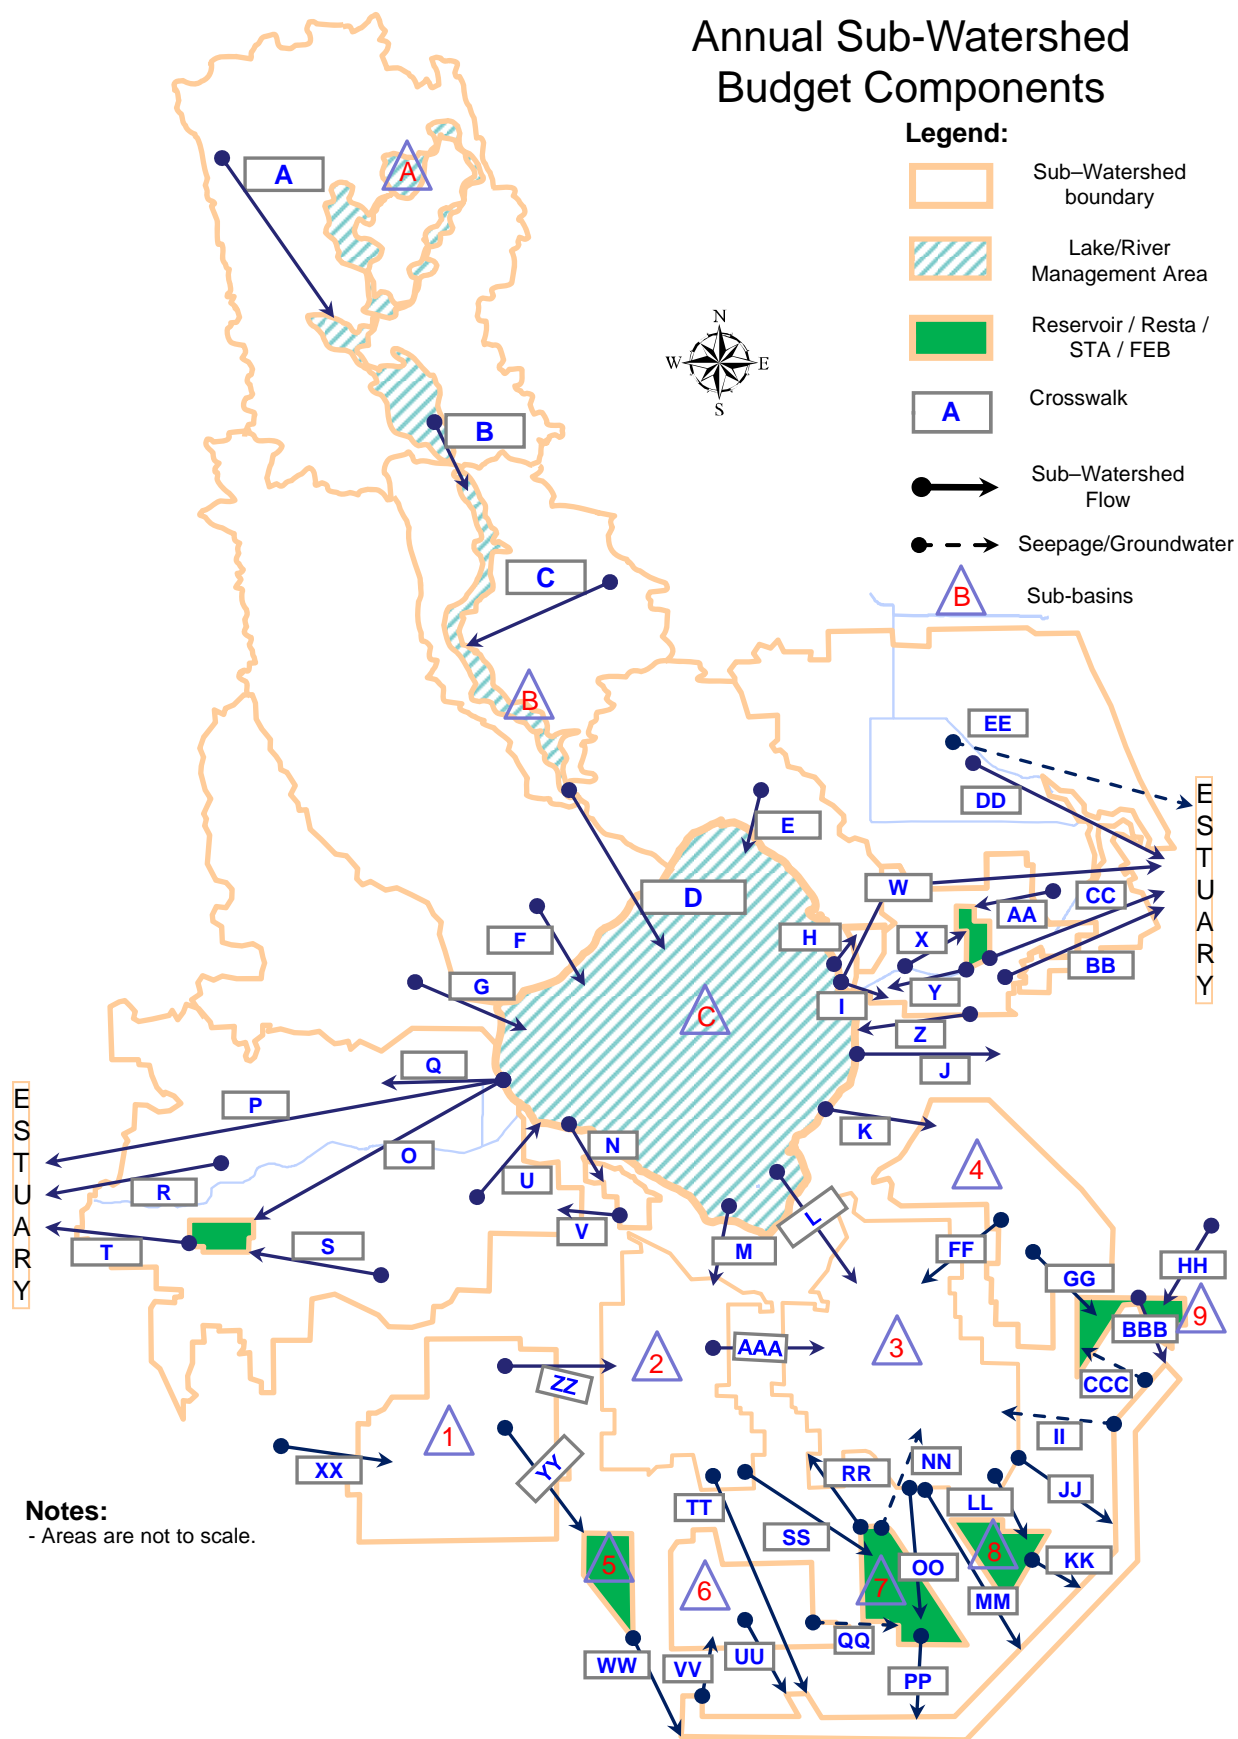 Annual Sub-Watershed
Budget Components
Legend:
Sub–Watershed
boundary
Lake/River
Management Area
Reservoir / Resta /
STA / FEB
A
Crosswalk
Sub–Watershed
Flow
Seepage/Groundwater
B
Sub-basins
N
W
E
S
A
A
B
C
B
EE
DD
E
D
W
CC
AA
H
X
BB
F
G
Y
I
C
Z
J
Q
P
K
N
O
4
U
R
L
V
T
S
M
FF
GG
HH
9
BBB
AAA
3
2
ZZ
CCC
1
II
XX
YY
RR
NN
JJ
LL
TT
SS
8
5
OO
KK
7
6
MM
QQ
UU
WW
VV
PP
ESTUARY
ESTUARY
Notes:
- Areas are not to scale.